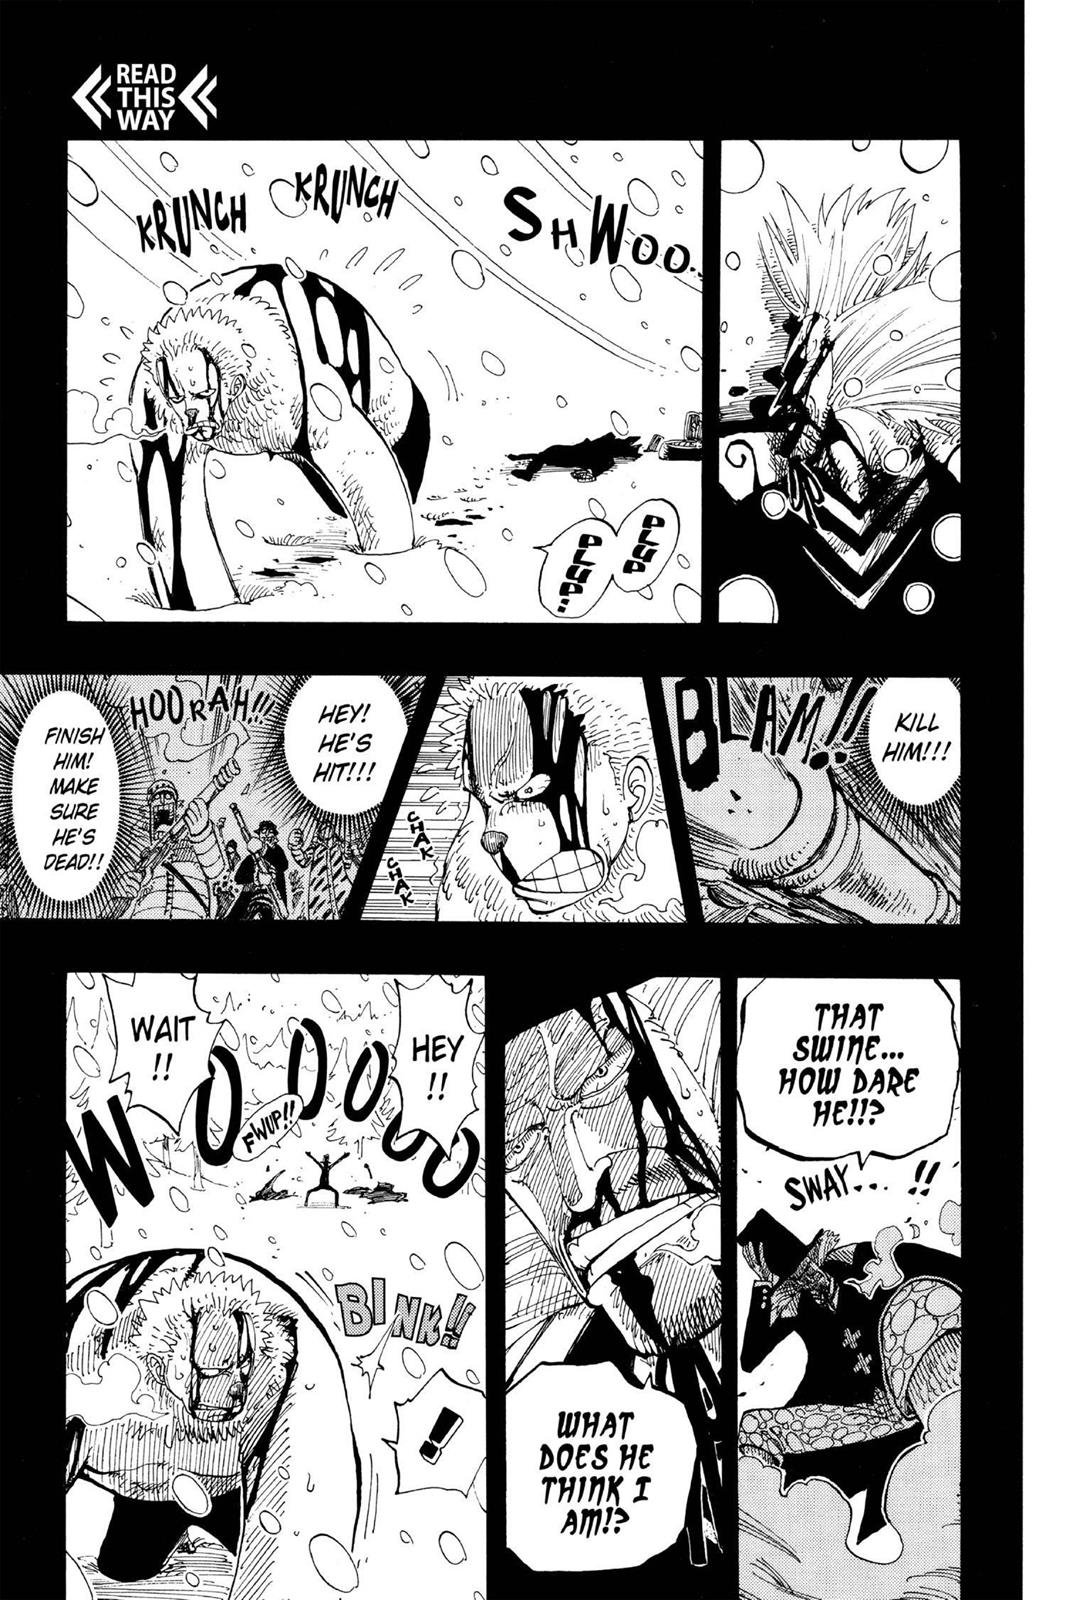 READ
THIS
WAY
SHWOO...
KRUNCH
KRUNCH
PLUP
PLUP...
KILL
HIM!!!
BLAM...!!
CHAK
CHAK
HEY!
HE'S
HIT!!!
HOORAH!!!
FINISH
HIM!
MAKE
SURE
HE'S
DEAD!!
THAT
SWINE...
HOW DARE
HE!!?
SWAY... !!
WHAT
DOES HE
THINK I
AM!?
HEY
!!
WOOOOO
WAIT
!!
FWUP!!
BINK!!
!